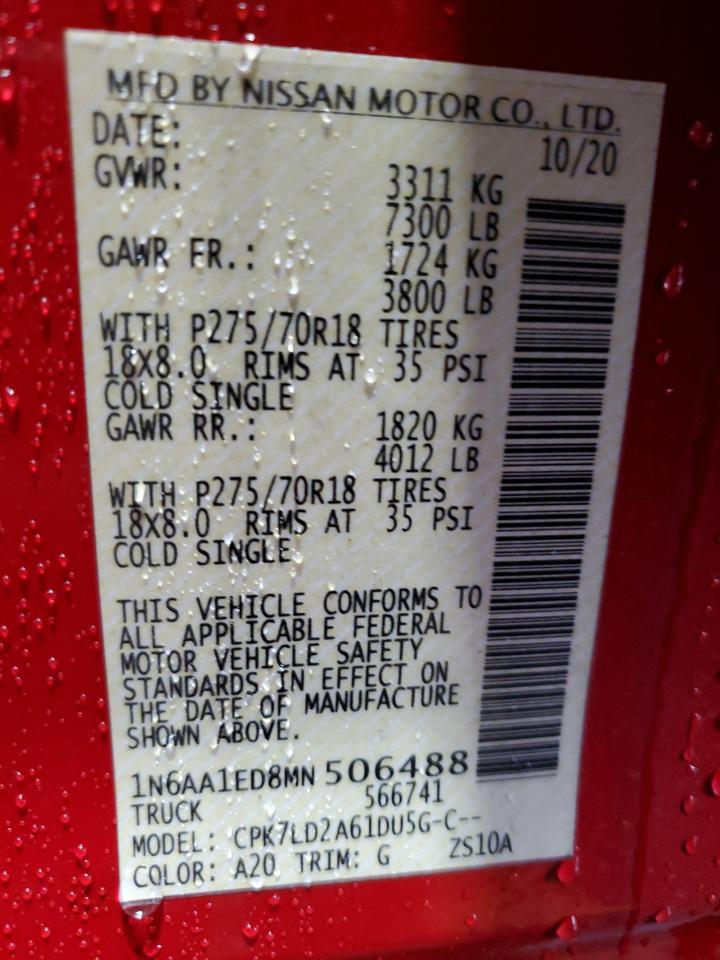 MFD BY NISSAN MOTOR CO., LTD.
DATE: 10/20
GVWR: 3311 KG
7300 LB
GAWR FR.: 1724 KG
3800 LB
WITH P275/70R18 TIRES
18X8.0 RIMS AT 35 PSI
COLD SINGLE
GAWR RR.: 1820 KG
4012 LB
WITH P275/70R18 TIRES
18X8.0 RIMS AT 35 PSI
COLD SINGLE
THIS VEHICLE CONFORMS TO
ALL APPLICABLE FEDERAL
MOTOR VEHICLE SAFETY
STANDARDS IN EFFECT ON
THE DATE OF MANUFACTURE
SHOWN ABOVE.
1N6AA1ED8MN 506488
TRUCK 566741
MODEL: CPK7LD2A61DU5G-C--
COLOR: A20 TRIM: G ZS10A